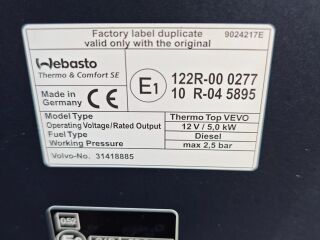 Factory label duplicate 9024217E
valid only with the original
Webasto
Thermo & Comfort SE
Made in
Germany
CE
E1
122R-00 0277
10 R-04 5895
Model Type Thermo Top VEVO
Operating Voltage/Rated Output 12 V / 5,0 kW
Fuel Type Diesel
Working Pressure max 2,5 bar
Volvo-No. 31418885